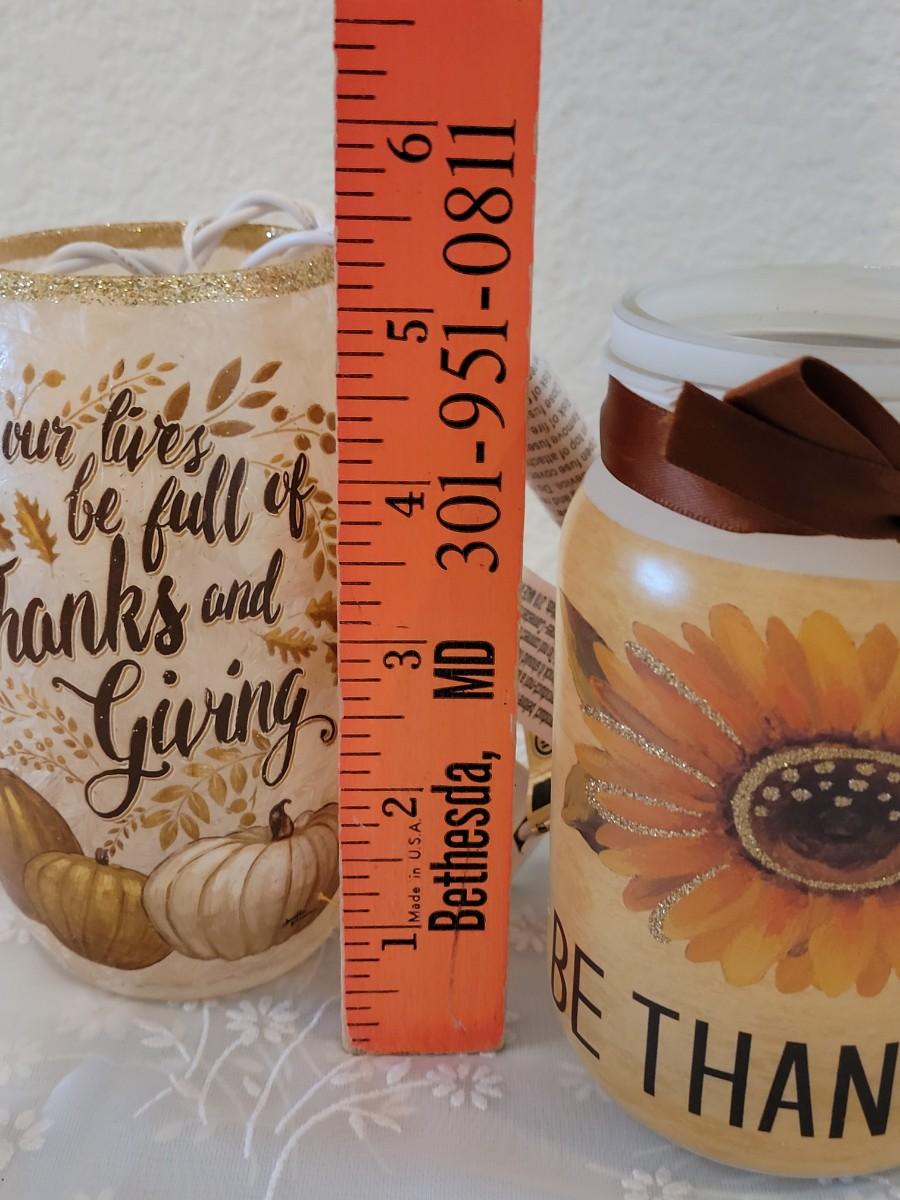 our lives
be full of
Thanks and
Giving
6
5
4
3
2
1
Made in U.S.A.
Bethesda, MD 301-951-0811
BE THAN